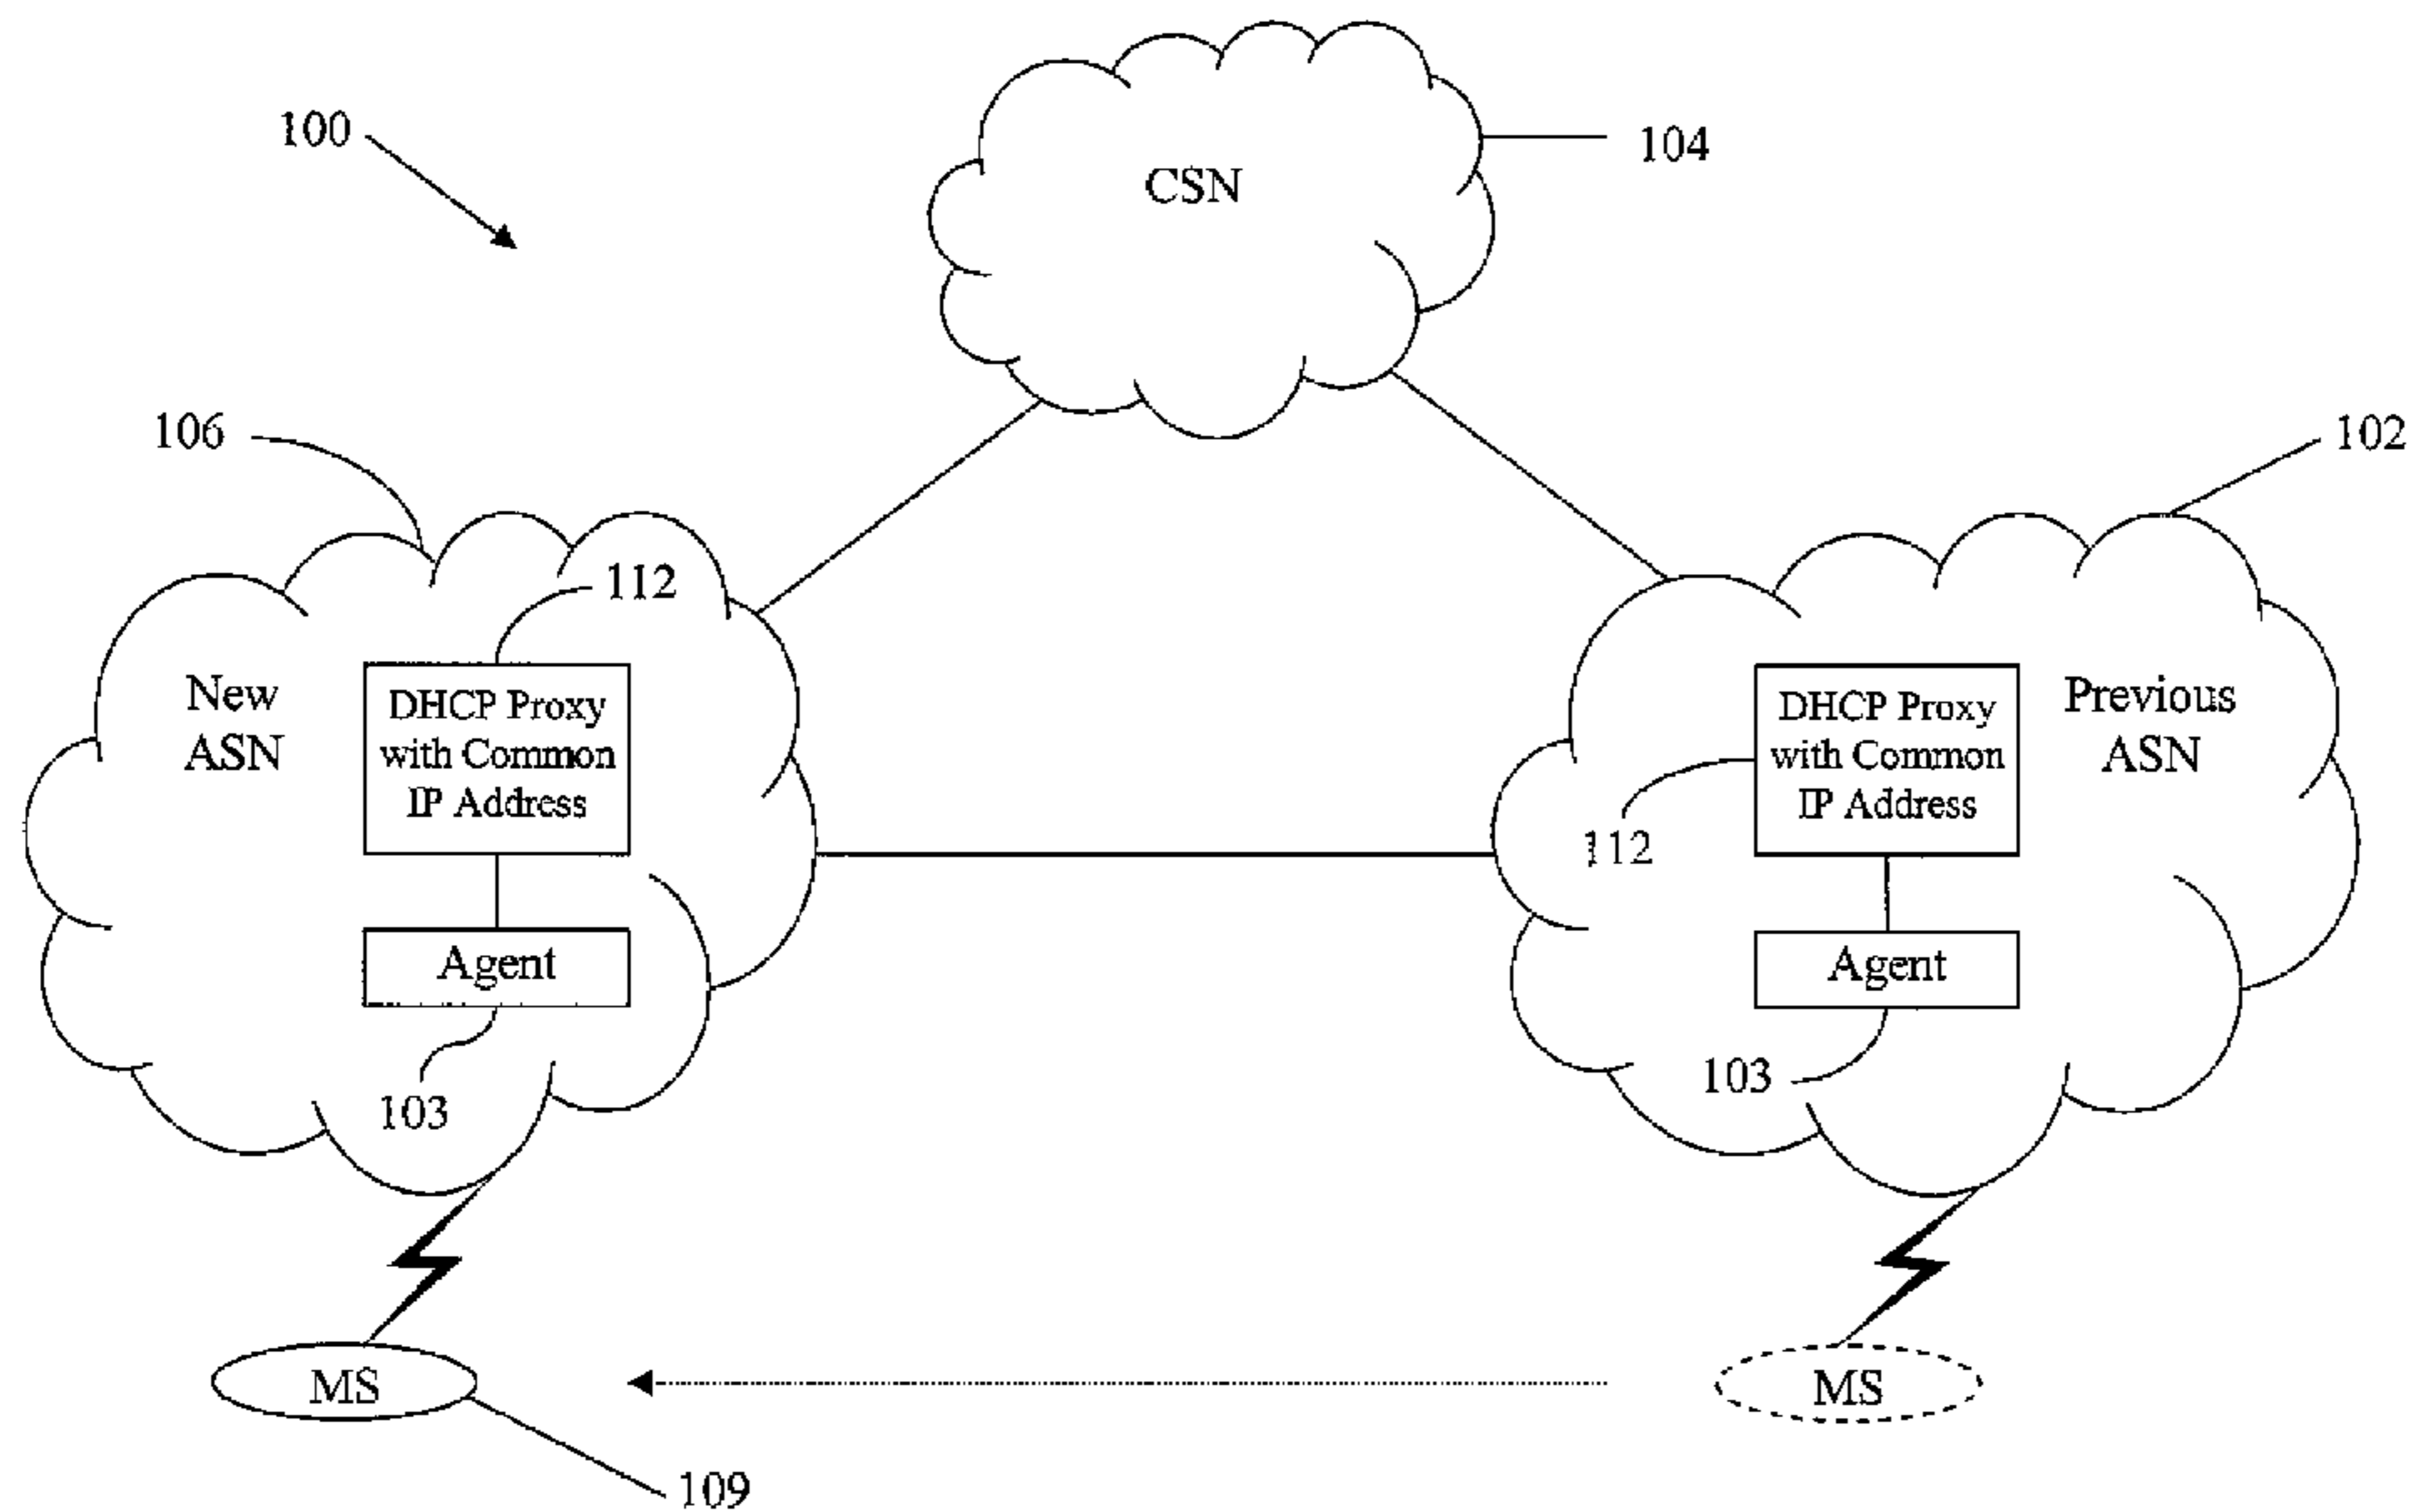 100
CSN
104
106
102
112
New
ASN
DHCP Proxy
with Common
IP Address
Agent
103
DHCP Proxy
with Common
IP Address
Previous
ASN
112
Agent
103
MS
MS
109